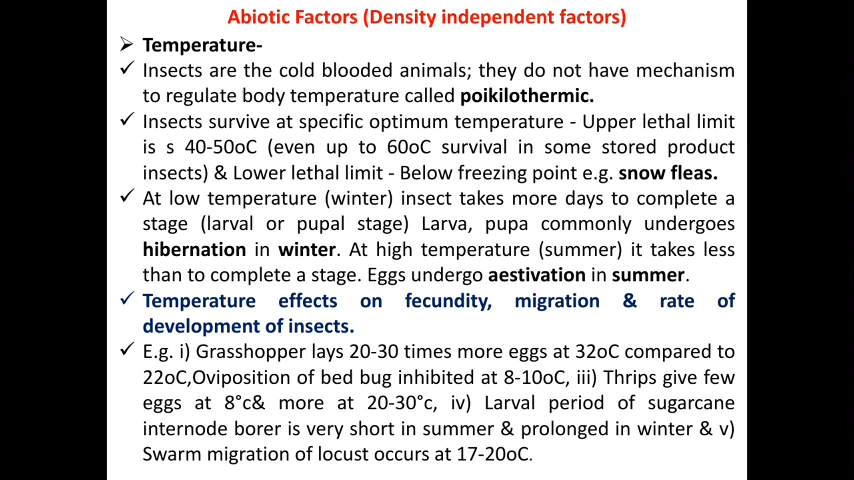 Abiotic Factors (Density independent factors)
➢ Temperature-
✓ Insects are the cold blooded animals; they do not have mechanism
to regulate body temperature called poikilothermic.
✓ Insects survive at specific optimum temperature - Upper lethal limit
is s 40-50oC (even up to 60oC survival in some stored product
insects) & Lower lethal limit - Below freezing point e.g. snow fleas.
✓ At low temperature (winter) insect takes more days to complete a
stage (larval or pupal stage) Larva, pupa commonly undergoes
hibernation in winter. At high temperature (summer) it takes less
than to complete a stage. Eggs undergo aestivation in summer.
✓ Temperature effects on fecundity, migration & rate of
development of insects.
✓ E.g. i) Grasshopper lays 20-30 times more eggs at 32oC compared to
22oC,Oviposition of bed bug inhibited at 8-10oC, iii) Thrips give few
eggs at 8°c& more at 20-30°c, iv) Larval period of sugarcane
internode borer is very short in summer & prolonged in winter & v)
Swarm migration of locust occurs at 17-20oC.